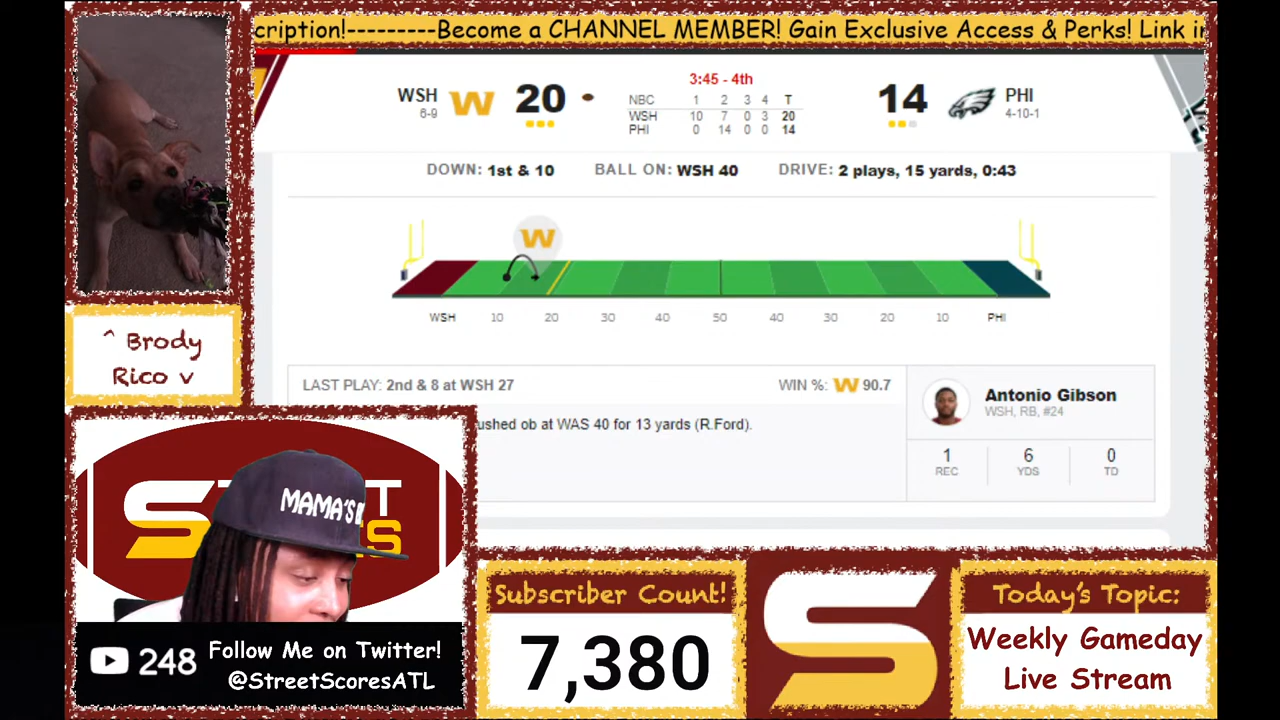 cription!---------Become a CHANNEL MEMBER! Gain Exclusive Access & Perks! Link i
WSH
6-9
W
20
3:45 - 4th
NBC 1 2 3 4 T
WSH 10 7 0 3 20
PHI 0 14 0 0 14
14
PHI
4-10-1
DOWN: 1st & 10 BALL ON: WSH 40 DRIVE: 2 plays, 15 yards, 0:43
W
WSH 10 20 30 40 50 40 30 20 10 PHI
^ Brody
Rico v
LAST PLAY: 2nd & 8 at WSH 27 WIN %: W 90.7
ushed ob at WAS 40 for 13 yards (R.Ford).
Antonio Gibson
WSH, RB, #24
1 6 0
REC YDS TD
MAMA'S
248
Follow Me on Twitter!
@StreetScoresATL
Subscriber Count!
7,380
S
Today's Topic:
Weekly Gameday
Live Stream